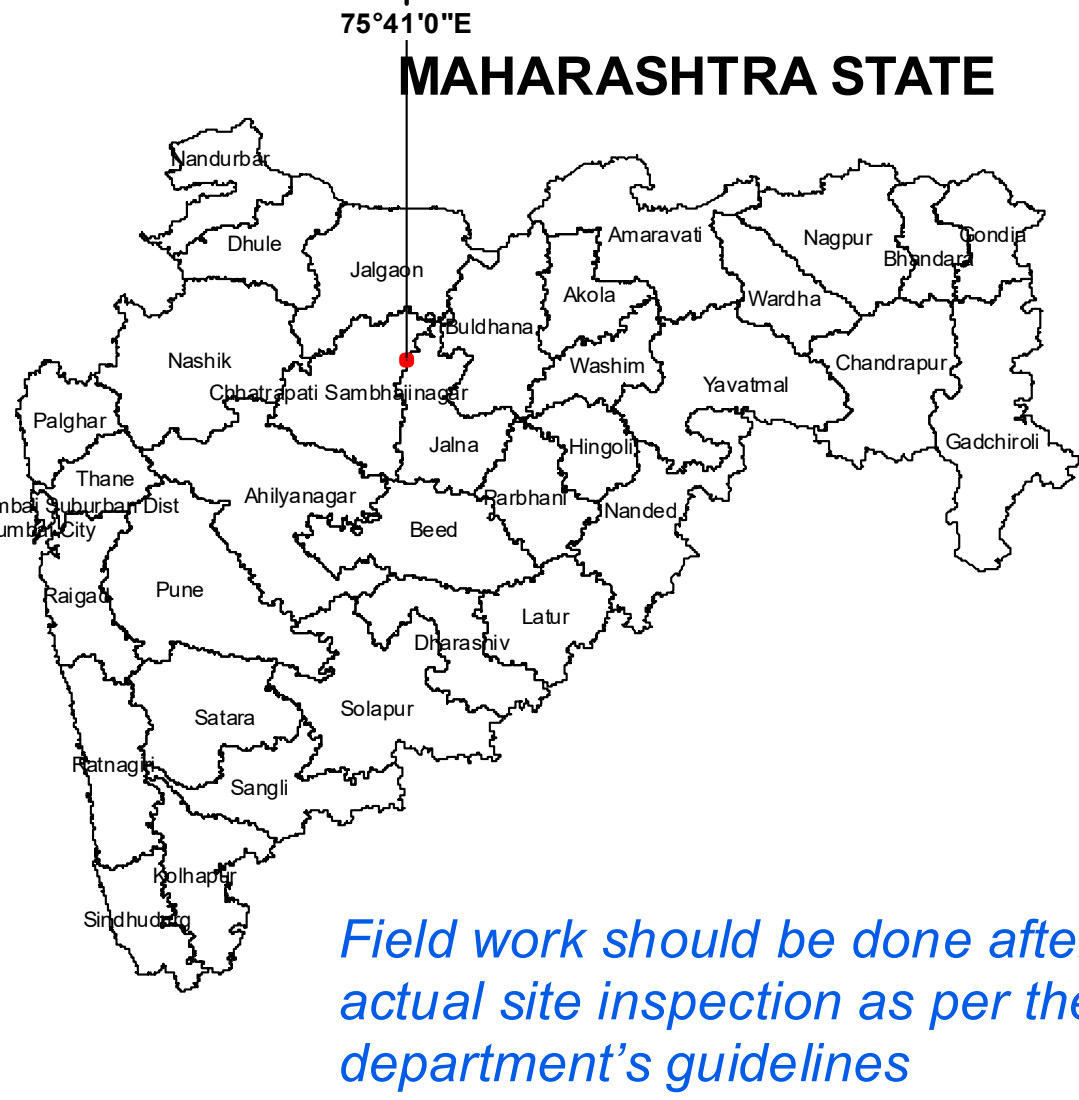 75°41'0"E
MAHARASHTRA STATE
Nandurbar
Dhule
Jalgaon
Amaravati
Nagpur
Gondia
Bhandara
Akola
Wardha
Buldhana
Nashik
Washim
Chandrapur
Yavatmal
Chhatrapati Sambhajinagar
Palghar
Jalna
Hingoli
Gadchiroli
Thane
Ahilyanagar
Parbhani
mbai Suburban Dist
Nanded
umbai City
Beed
Raigad
Pune
Latur
Dharashiv
Solapur
Satara
Ratnagiri
Sangli
Kolhapur
Sindhudurg
Field work should be done afte
actual site inspection as per the
department’s guidelines